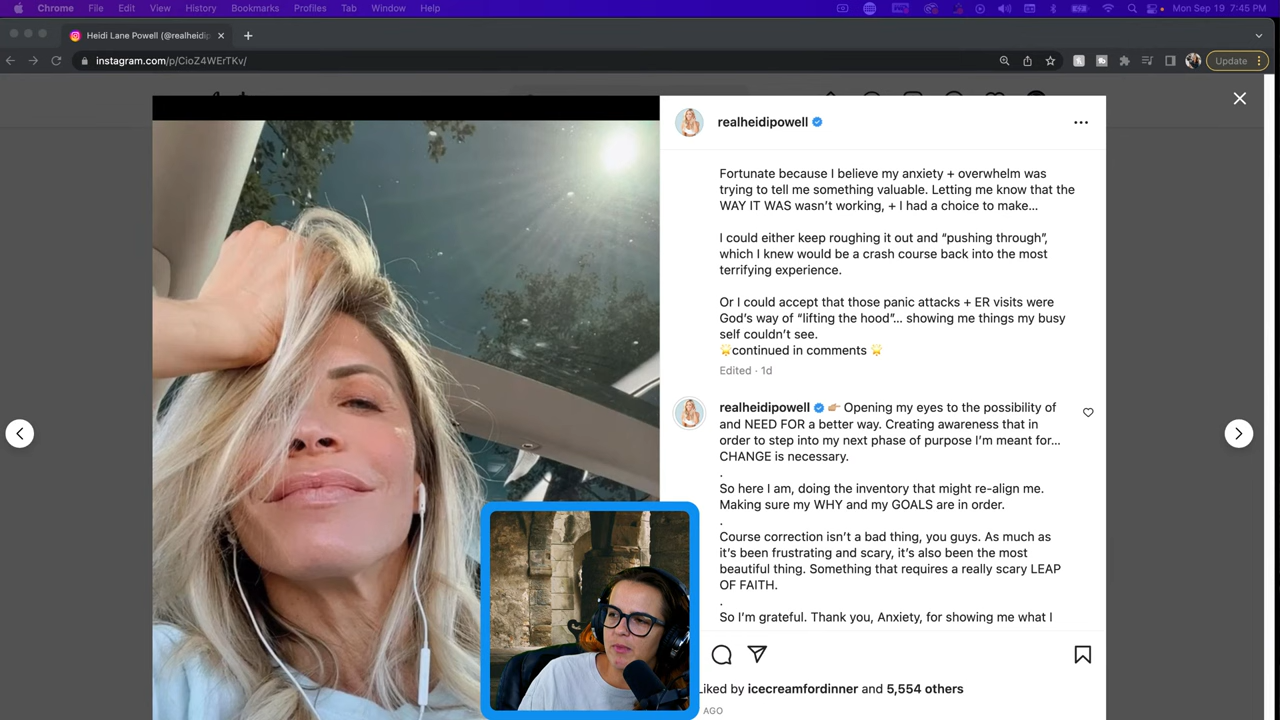 Chrome File Edit View History Bookmarks Profiles Tab Window Help Mon Sep 19 7:45 PM
Heidi Lane Powell (@realheidip
instagram.com/p/CioZ4WErTKv/ Update
realheidipowell
Fortunate because I believe my anxiety + overwhelm was
trying to tell me something valuable. Letting me know that the
WAY IT WAS wasn’t working, + I had a choice to make…
I could either keep roughing it out and “pushing through”,
which I knew would be a crash course back into the most
terrifying experience.
Or I could accept that those panic attacks + ER visits were
God’s way of “lifting the hood”… showing me things my busy
self couldn’t see.
🌟continued in comments 🌟
Edited · 1d
realheidipowell 👉🏼 Opening my eyes to the possibility of
and NEED FOR a better way. Creating awareness that in
order to step into my next phase of purpose I’m meant for…
CHANGE is necessary.
.
So here I am, doing the inventory that might re-align me.
Making sure my WHY and my GOALS are in order.
.
Course correction isn’t a bad thing, you guys. As much as
it’s been frustrating and scary, it’s also been the most
beautiful thing. Something that requires a really scary LEAP
OF FAITH.
.
So I’m grateful. Thank you, Anxiety, for showing me what I
Liked by icecreamfordinner and 5,554 others
AGO